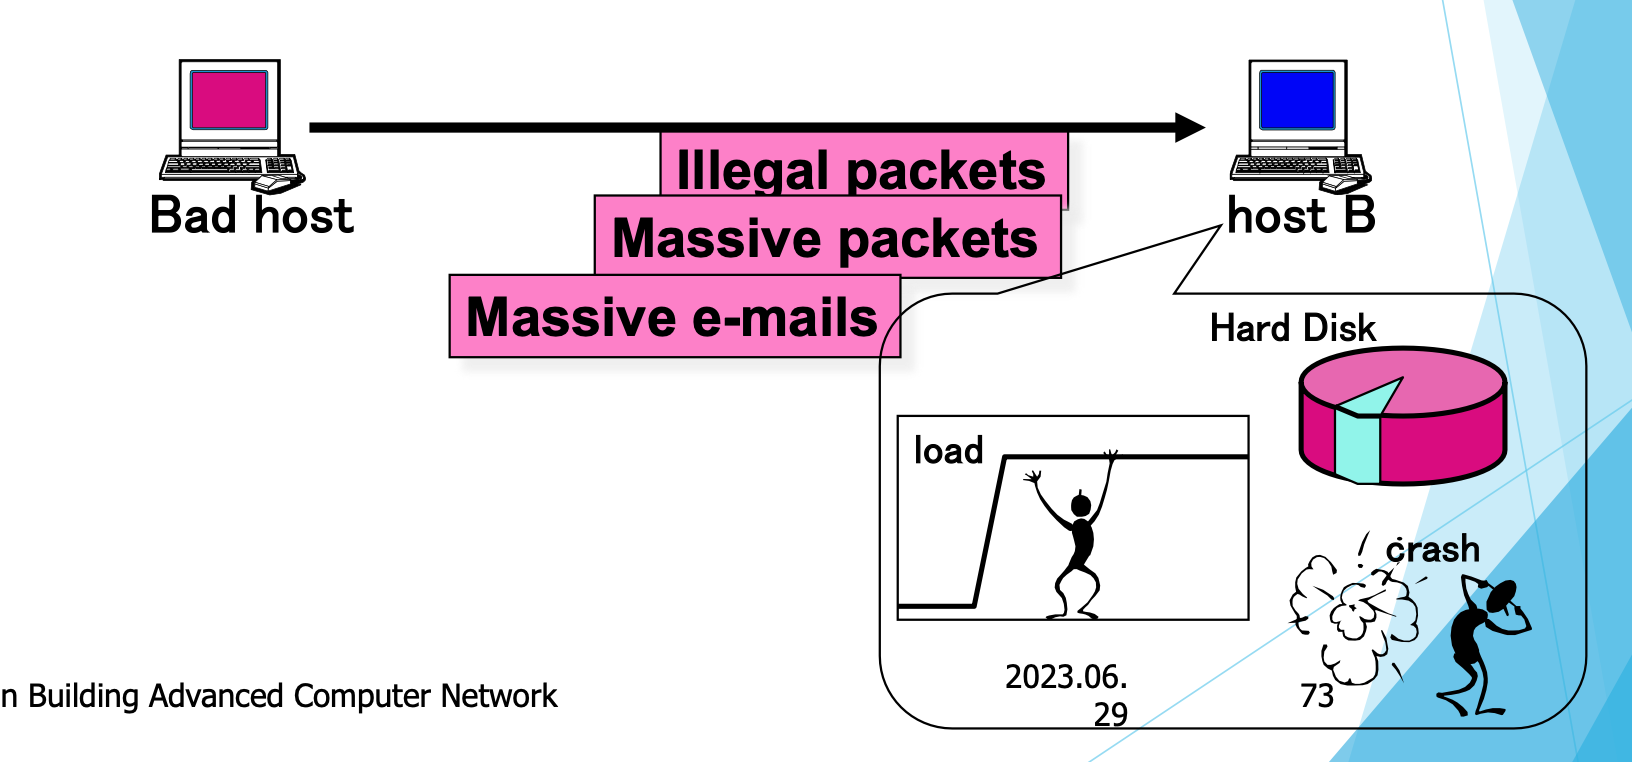 Illegal packets
Massive packets
Massive e-mails
Bad host
host B
Hard Disk
load
crash
2023.06.
29
73
n Building Advanced Computer Network